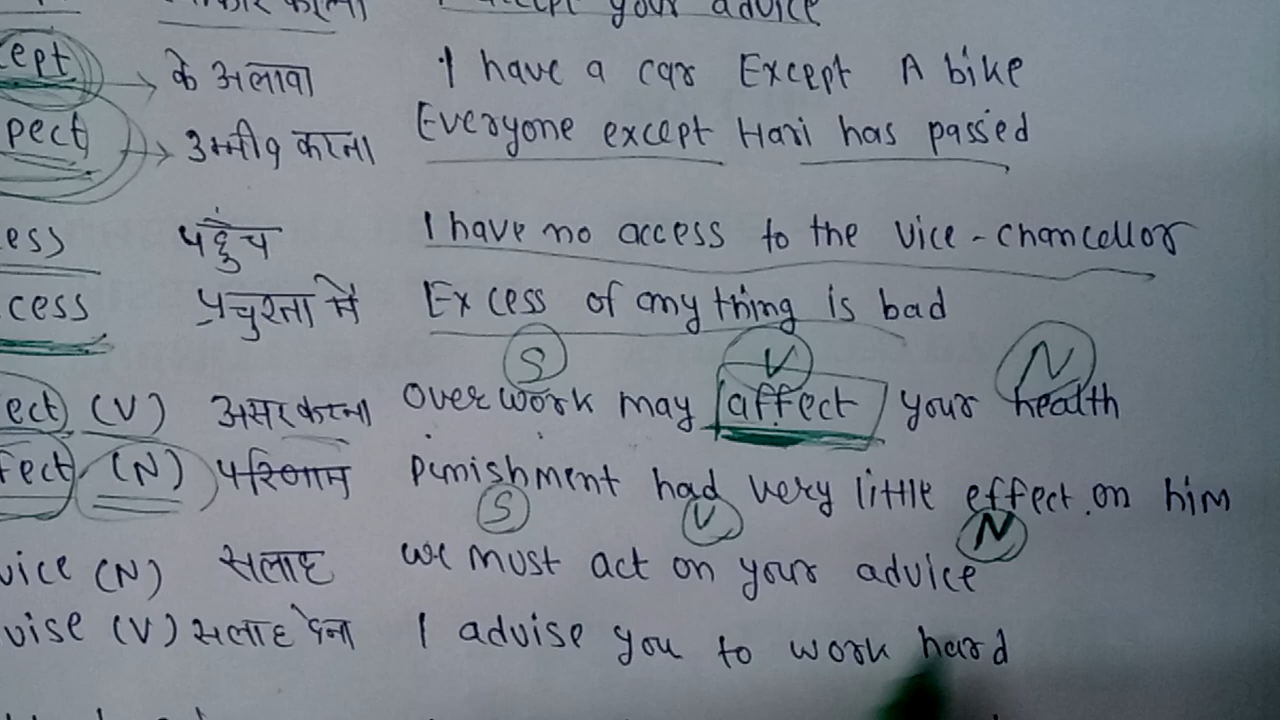 accept your advice
cept के अलावा I have a car Except A bike
pect उम्मीद करना Everyone except Hari has passed
ess पहुँच I have no access to the vice-chancellor
cess प्रचुरता में Excess of anything is bad
S V N
ect (V) असर करना over work may affect your health
fect (N) परिणाम punishment had very little effect on him
S V N
vice (N) सलाह we must act on your advice
vise (V) सलाह देना I advise you to work hard